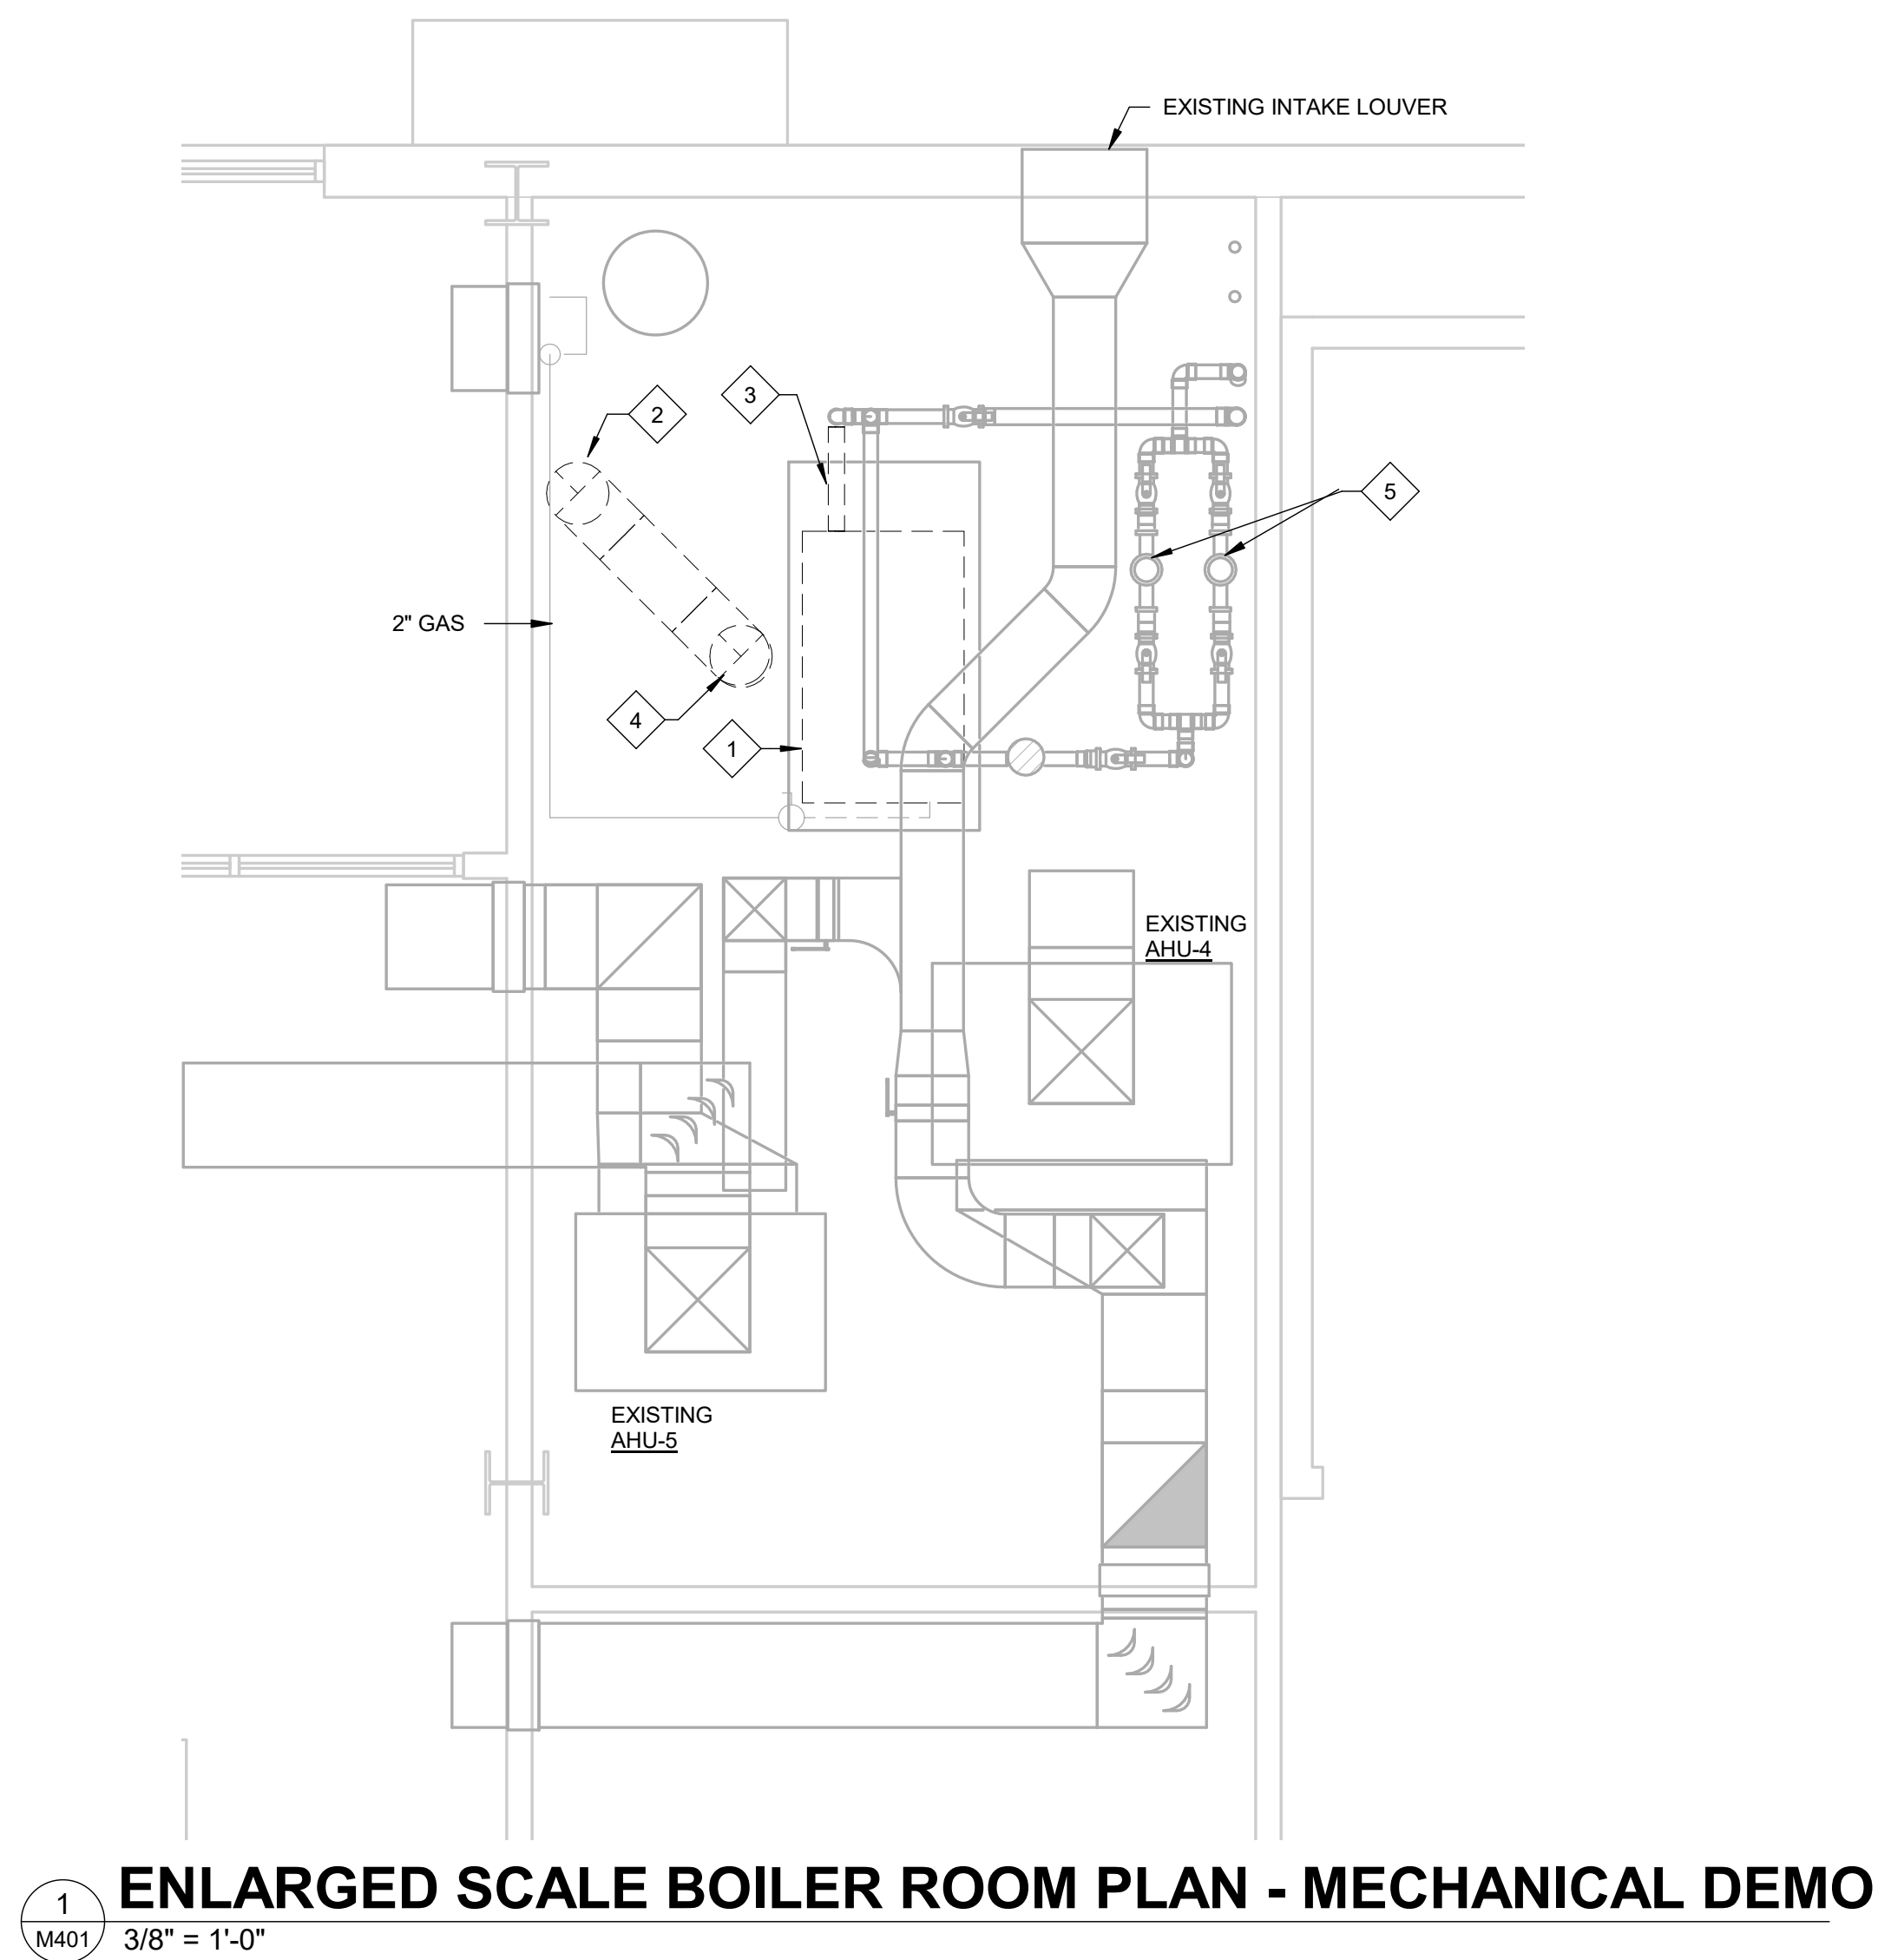 EXISTING INTAKE LOUVER
3
2
5
2" GAS
4
1
EXISTING
AHU-4
EXISTING
AHU-5
1
M401
ENLARGED SCALE BOILER ROOM PLAN - MECHANICAL DEMO
3/8" = 1'-0"